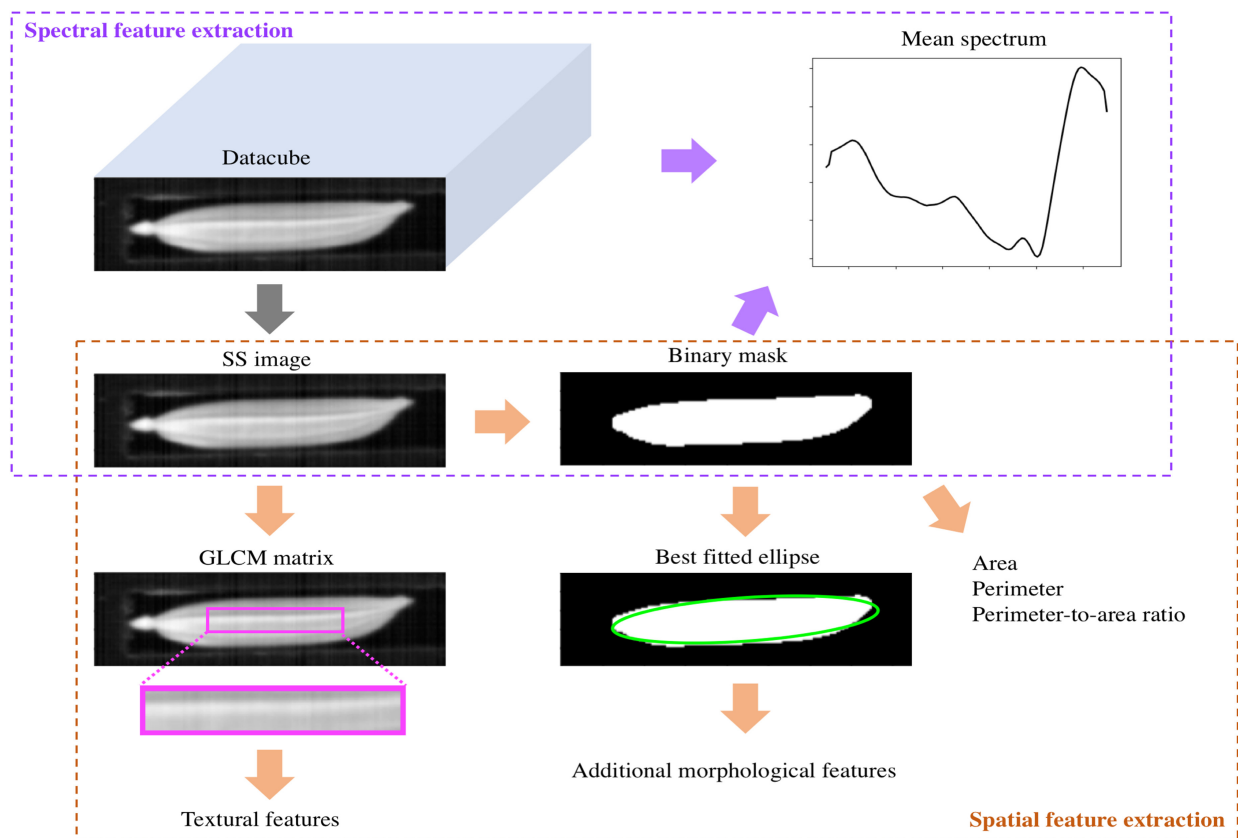 Spectral feature extraction
Mean spectrum
Datacube
SS image
Binary mask
GLCM matrix
Best fitted ellipse
Area
Perimeter
Perimeter-to-area ratio
Additional morphological features
Textural features
Spatial feature extraction